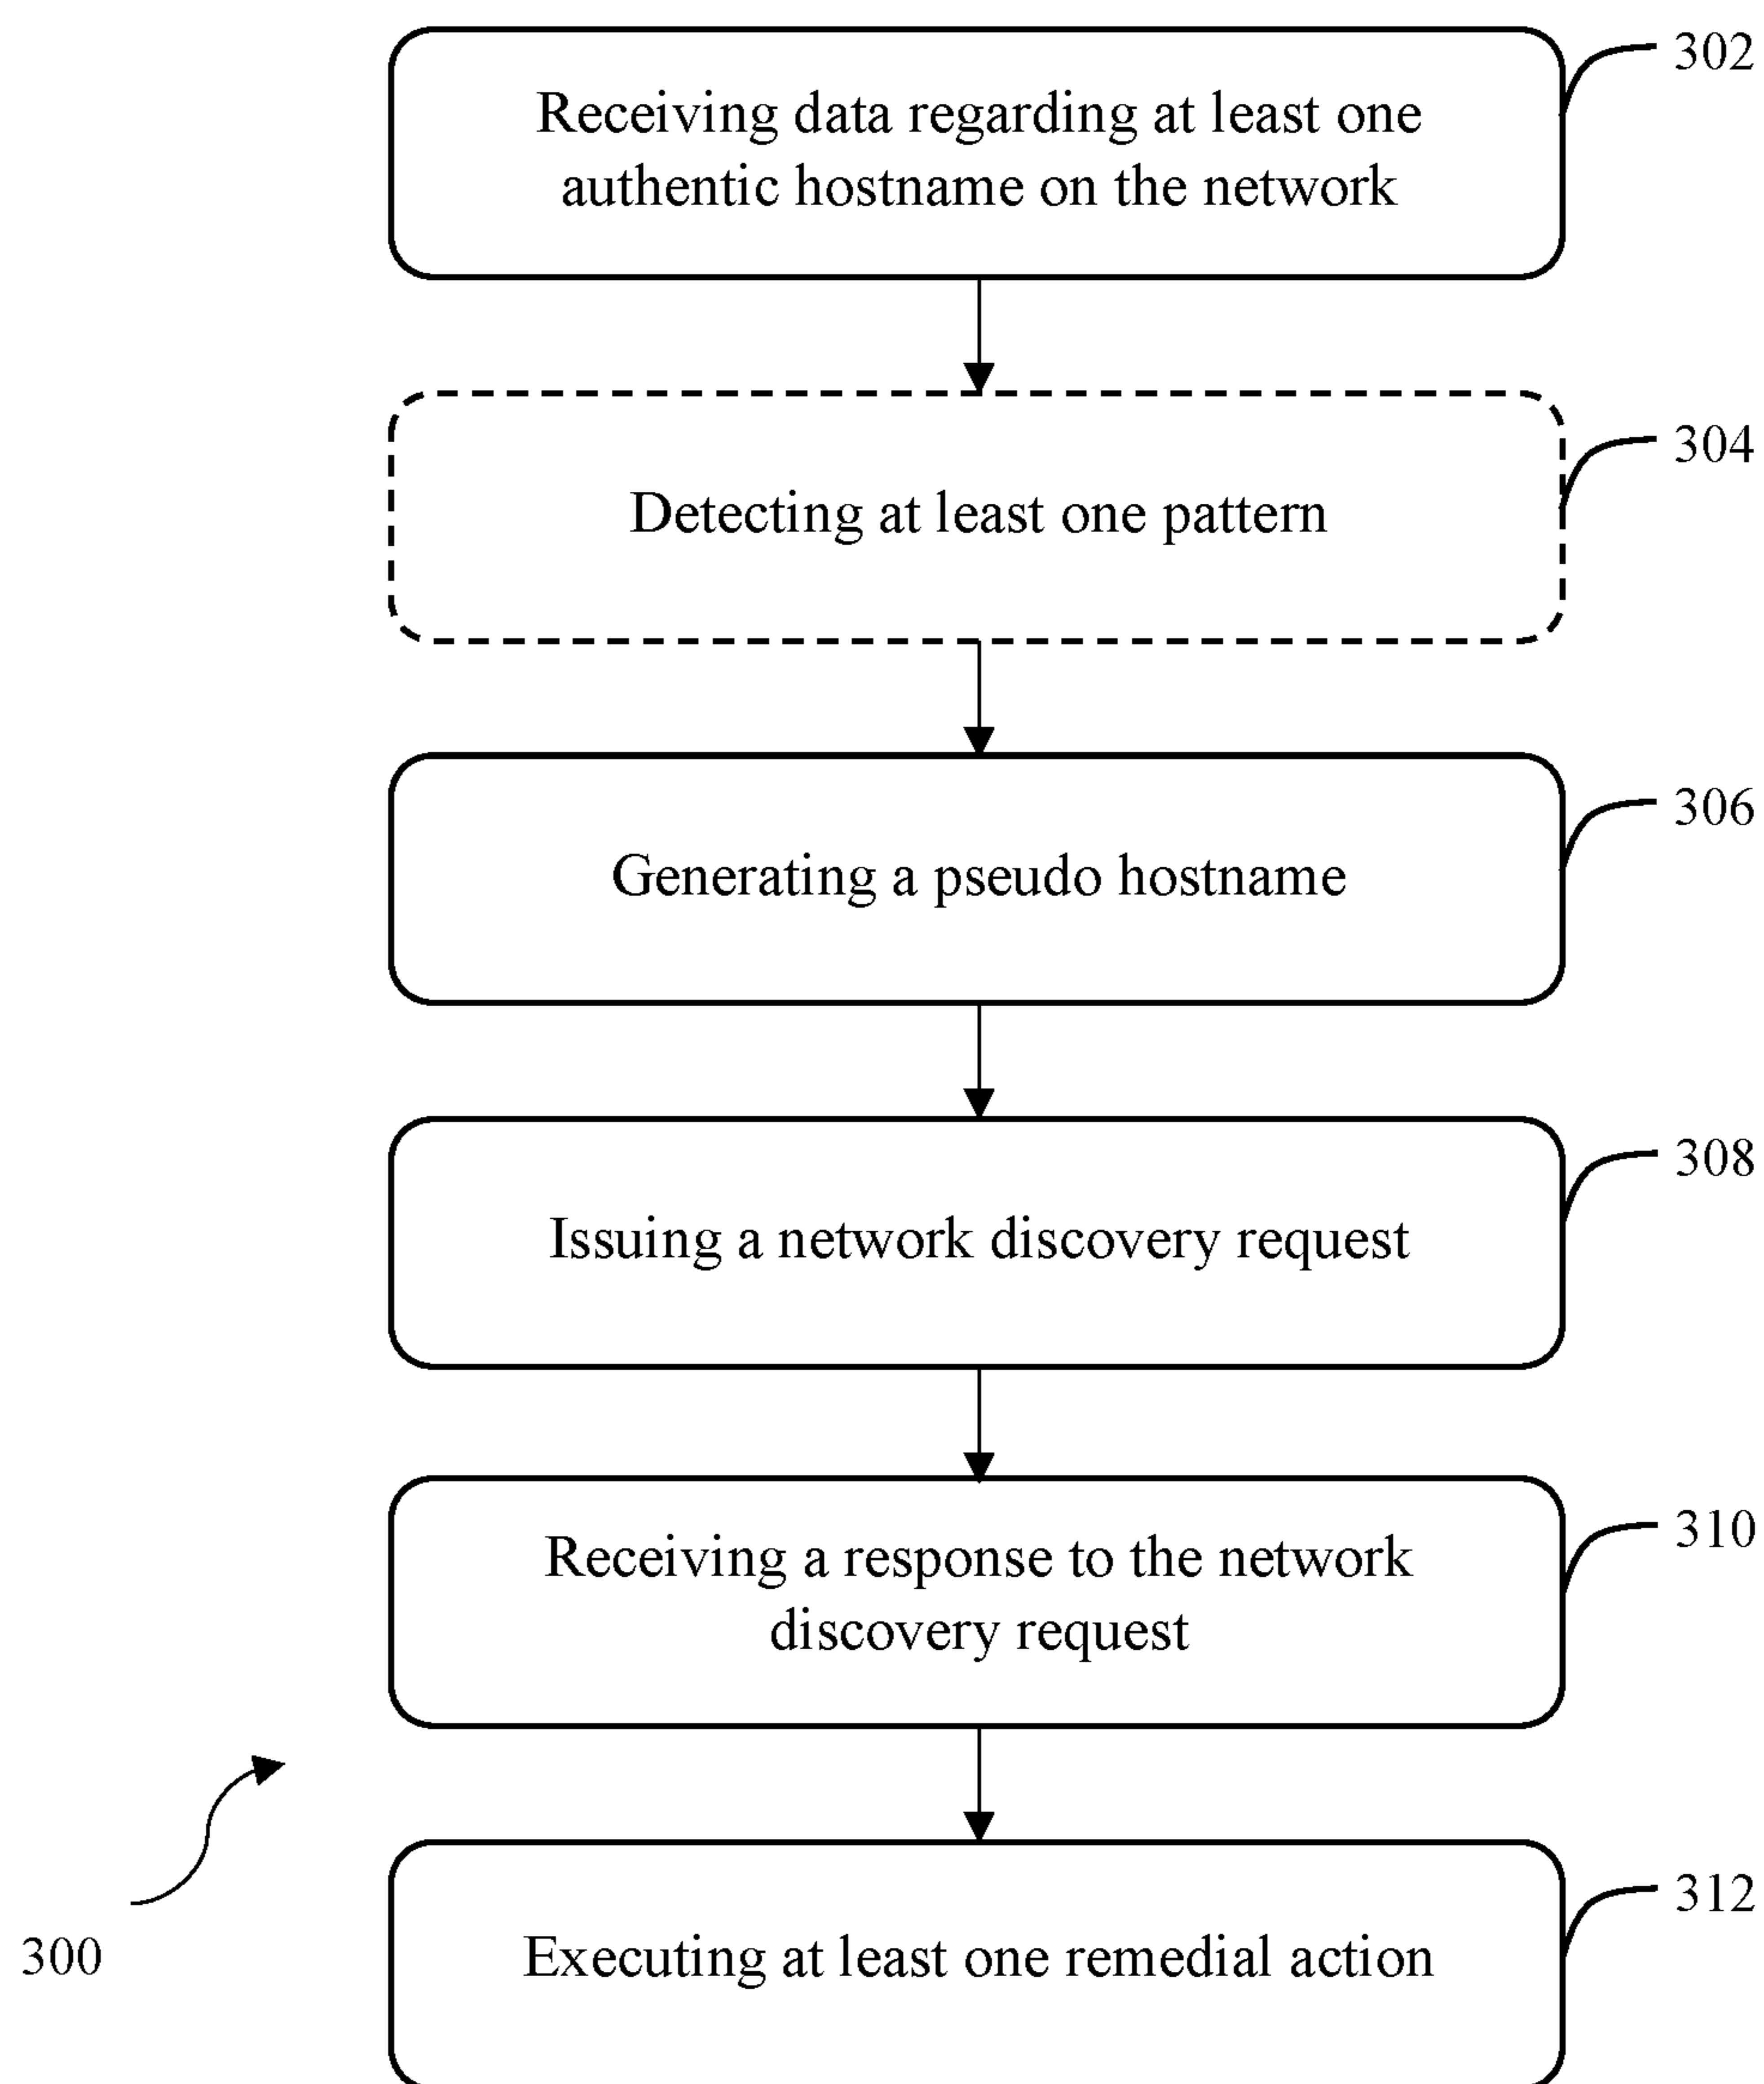 302
Receiving data regarding at least one
authentic hostname on the network
304
Detecting at least one pattern
306
Generating a pseudo hostname
308
Issuing a network discovery request
310
Receiving a response to the network
discovery request
312
Executing at least one remedial action
300